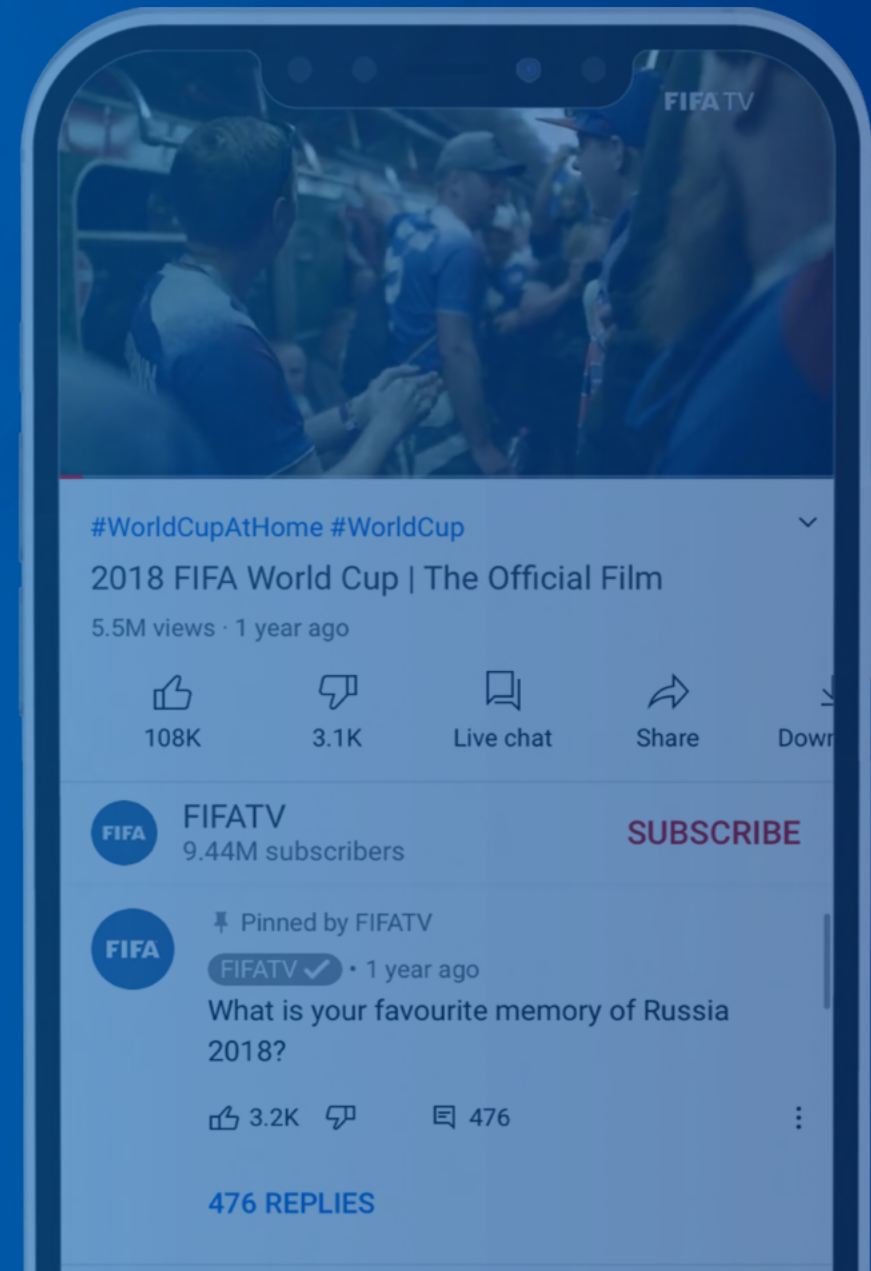 FIFA TV
#WorldCupAtHome #WorldCup
2018 FIFA World Cup | The Official Film
5.5M views · 1 year ago
108K 3.1K Live chat Share Down
FIFA
FIFATV
9.44M subscribers
SUBSCRIBE
FIFA
Pinned by FIFATV
FIFATV • 1 year ago
What is your favourite memory of Russia
2018?
3.2K 476
476 REPLIES